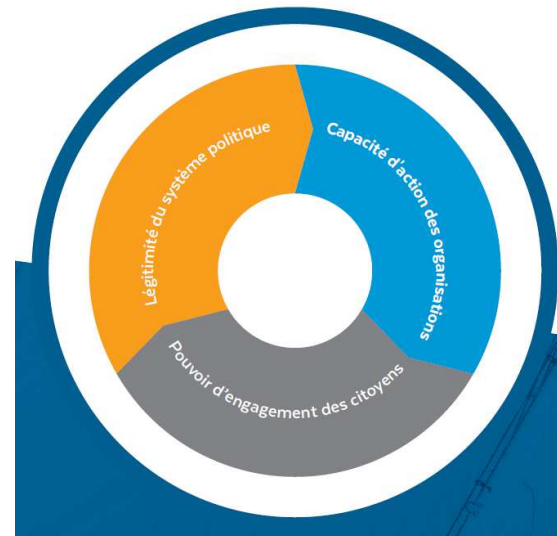 Légitimité du système politique
Capacité d'action des organisations
Pouvoir d'engagement des citoyens